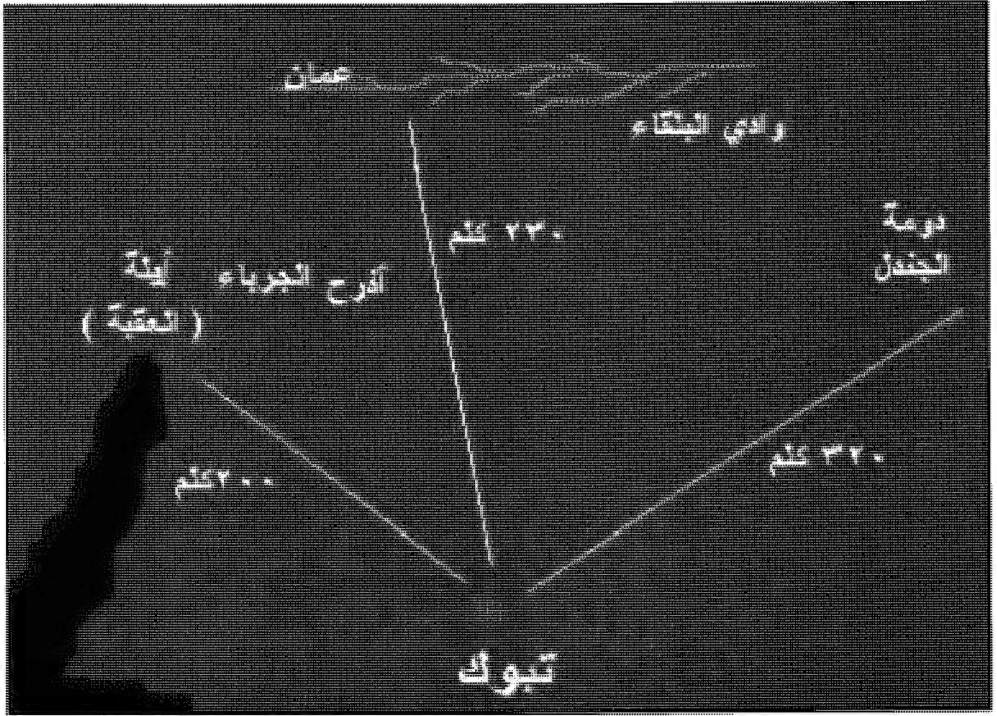 عمان
وادي البلقاء
٢٣٠ كلم
دومة
الجندل
أذرح الجرباء
أيلة
( العقبة )
٣٢٠ كلم
٢٠٠كلم
تبوك